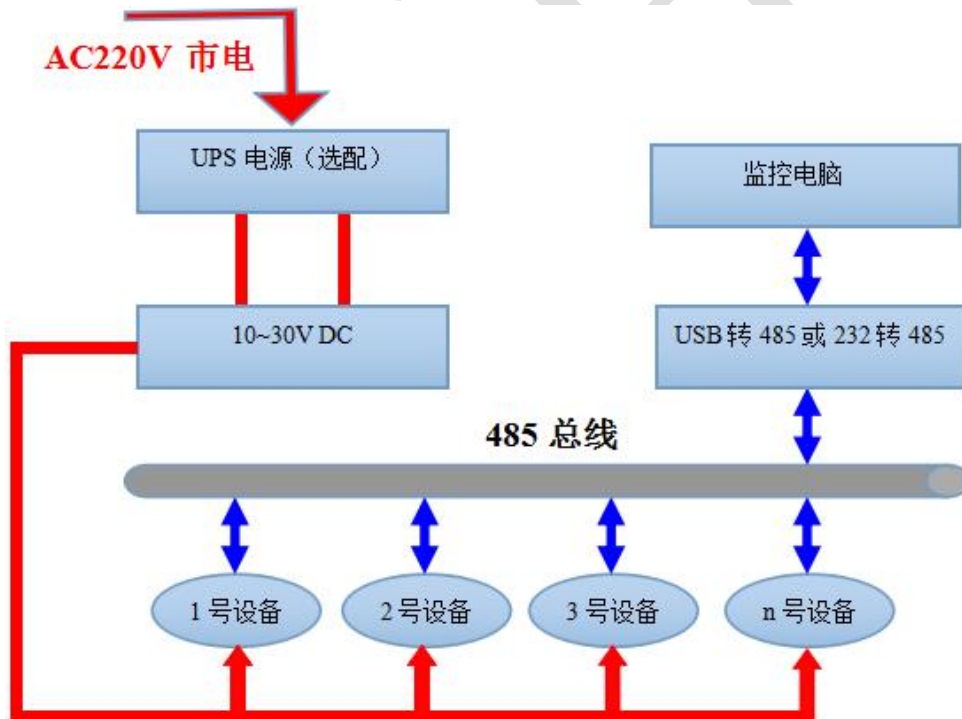 AC220V 市电
UPS 电源（选配）
监控电脑
10~30V DC
USB 转 485 或 232 转 485
485 总线
1 号设备
2 号设备
3 号设备
n 号设备